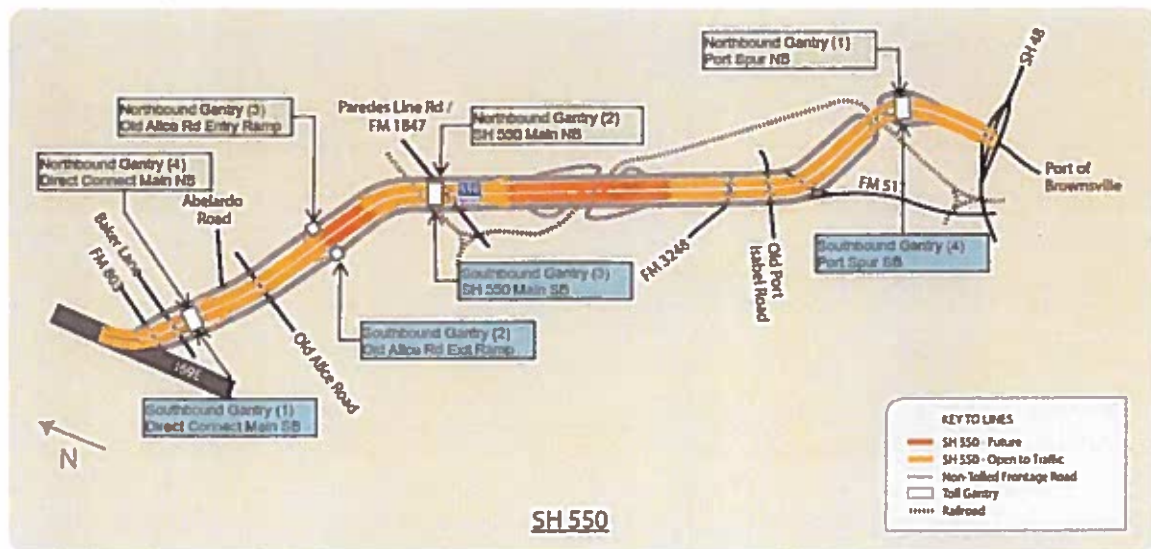 Northbound Gantry (1)
Port Spur NB
SH 48
Northbound Gantry (3)
Old Alice Rd Entry Ramp
Paredes Line Rd /
FM 1847
Northbound Gantry (2)
SH 550 Main NB
Northbound Gantry (4)
Direct Connect Main NB
Abelardo
Road
Baker Lane
FM 803
Port of
Brownsville
FM 511
FM 3248
Old Port
Isabel Road
Southbound Gantry (4)
Port Spur SB
Southbound Gantry (3)
SH 550 Main SB
Southbound Gantry (2)
Old Alice Rd Exit Ramp
Old Alice Road
I69E
Southbound Gantry (1)
Direct Connect Main SB
N
SH 550
KEY TO LINES
SH 550 - Future
SH 550 - Open to Traffic
Non-Tolled Frontage Road
Toll Gantry
Railroad